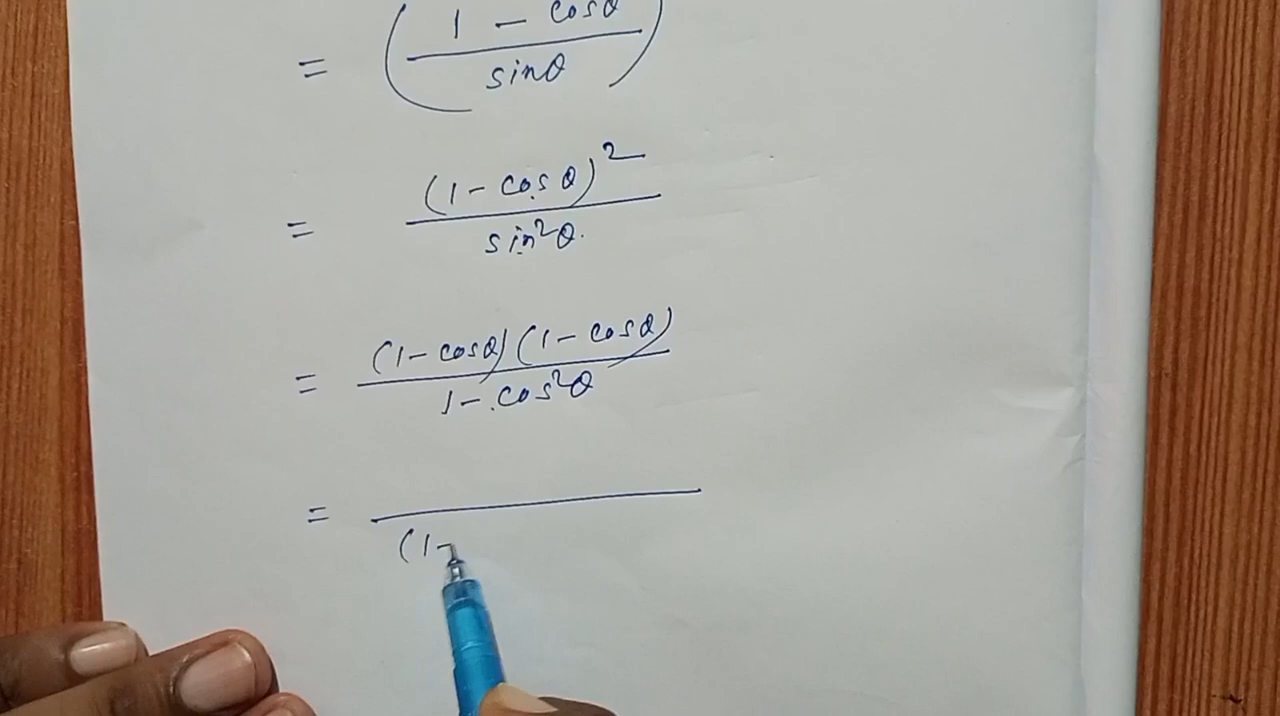 = (1 - cosθ / sinθ)
= (1 - cosθ)² / sin²θ.
= (1 - cosθ)(1 - cosθ) / 1 - cos²θ
= / (1 -